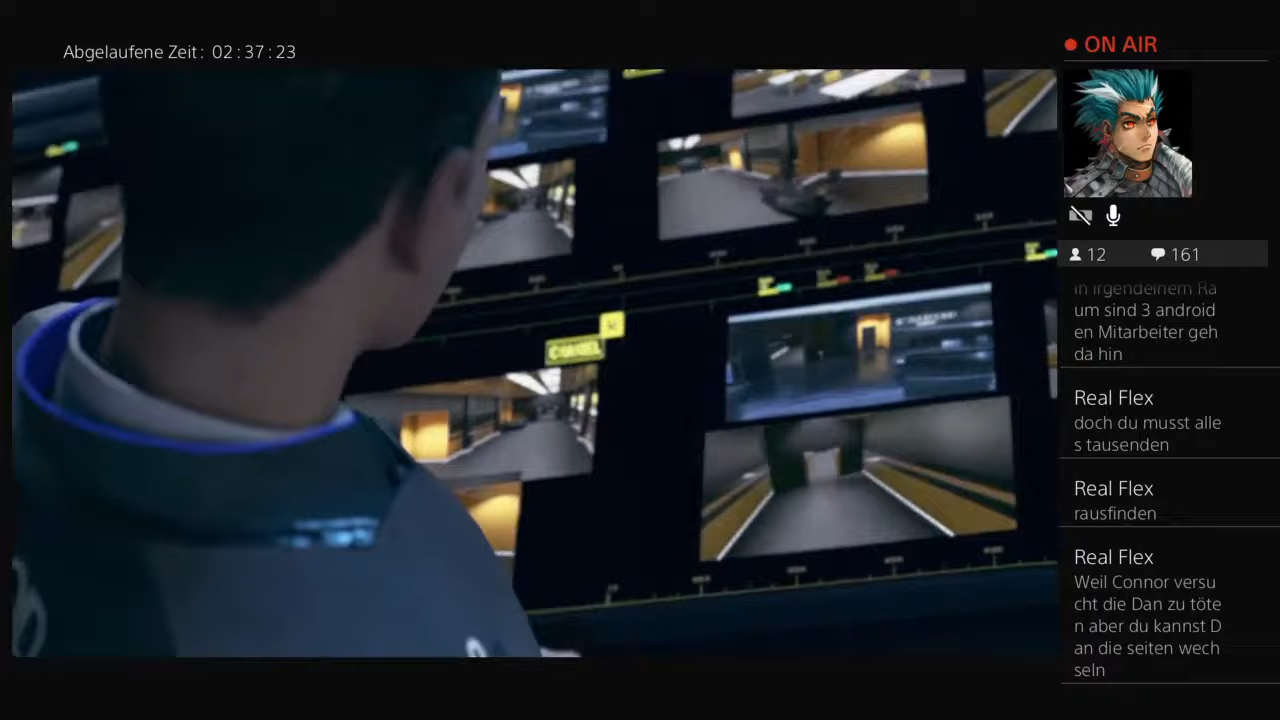 Abgelaufene Zeit: 02:37:23
ON AIR
12 161
in irgendeinem Ra
um sind 3 android
en Mitarbeiter geh
da hin
Real Flex
doch du musst alle
s tausenden
Real Flex
rausfinden
Real Flex
Weil Connor versu
cht die Dan zu töte
n aber du kannst D
an die seiten wech
seln